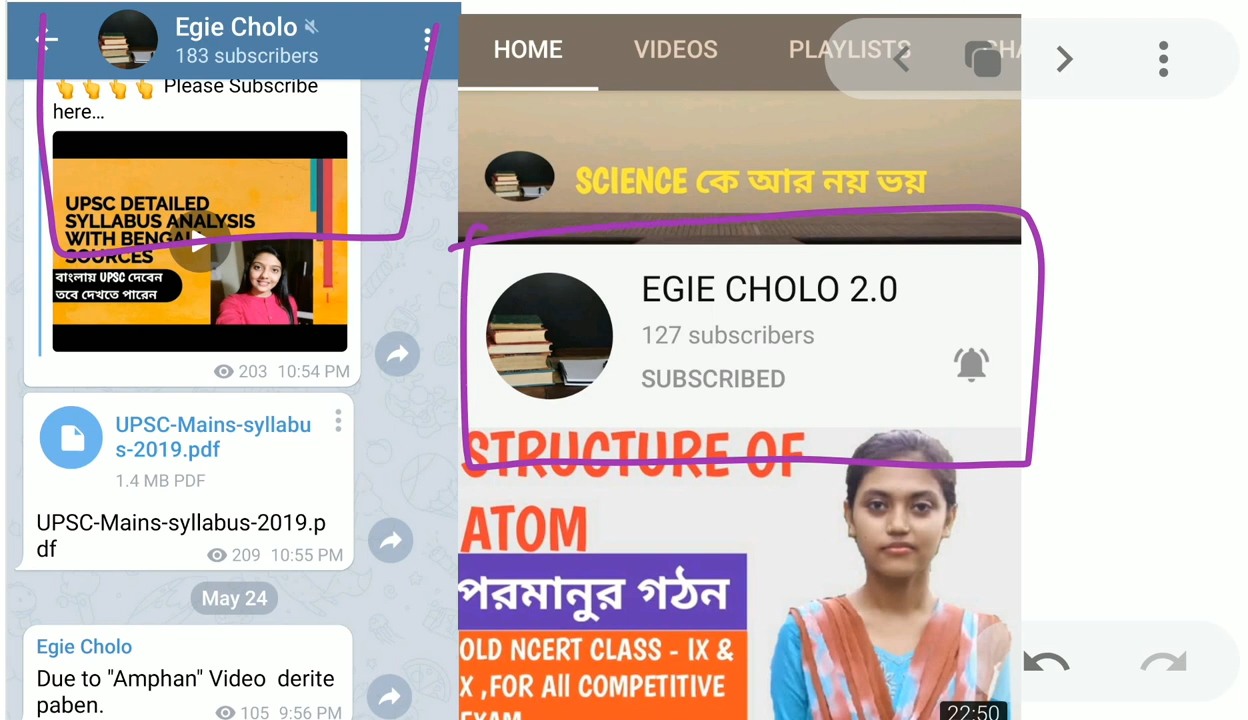 Egie Cholo
183 subscribers
👆👆👆👆 Please Subscribe
here...
UPSC DETAILED
SYLLABUS ANALYSIS
WITH BENGALI
SOURCES
বাংলায় UPSC দেবেন
তবে দেখতে পারেন
203 10:54 PM
UPSC-Mains-syllabu
s-2019.pdf
1.4 MB PDF
UPSC-Mains-syllabus-2019.p
df
209 10:55 PM
May 24
Egie Cholo
Due to "Amphan" Video derite
paben.
105 9:56 PM
HOME VIDEOS PLAYLISTS
SCIENCE কে আর নয় ভয়
EGIE CHOLO 2.0
127 subscribers
SUBSCRIBED
STRUCTURE OF
ATOM
পরমানুর গঠন
OLD NCERT CLASS - IX &
X ,FOR All COMPETITIVE
EXAM
22:50